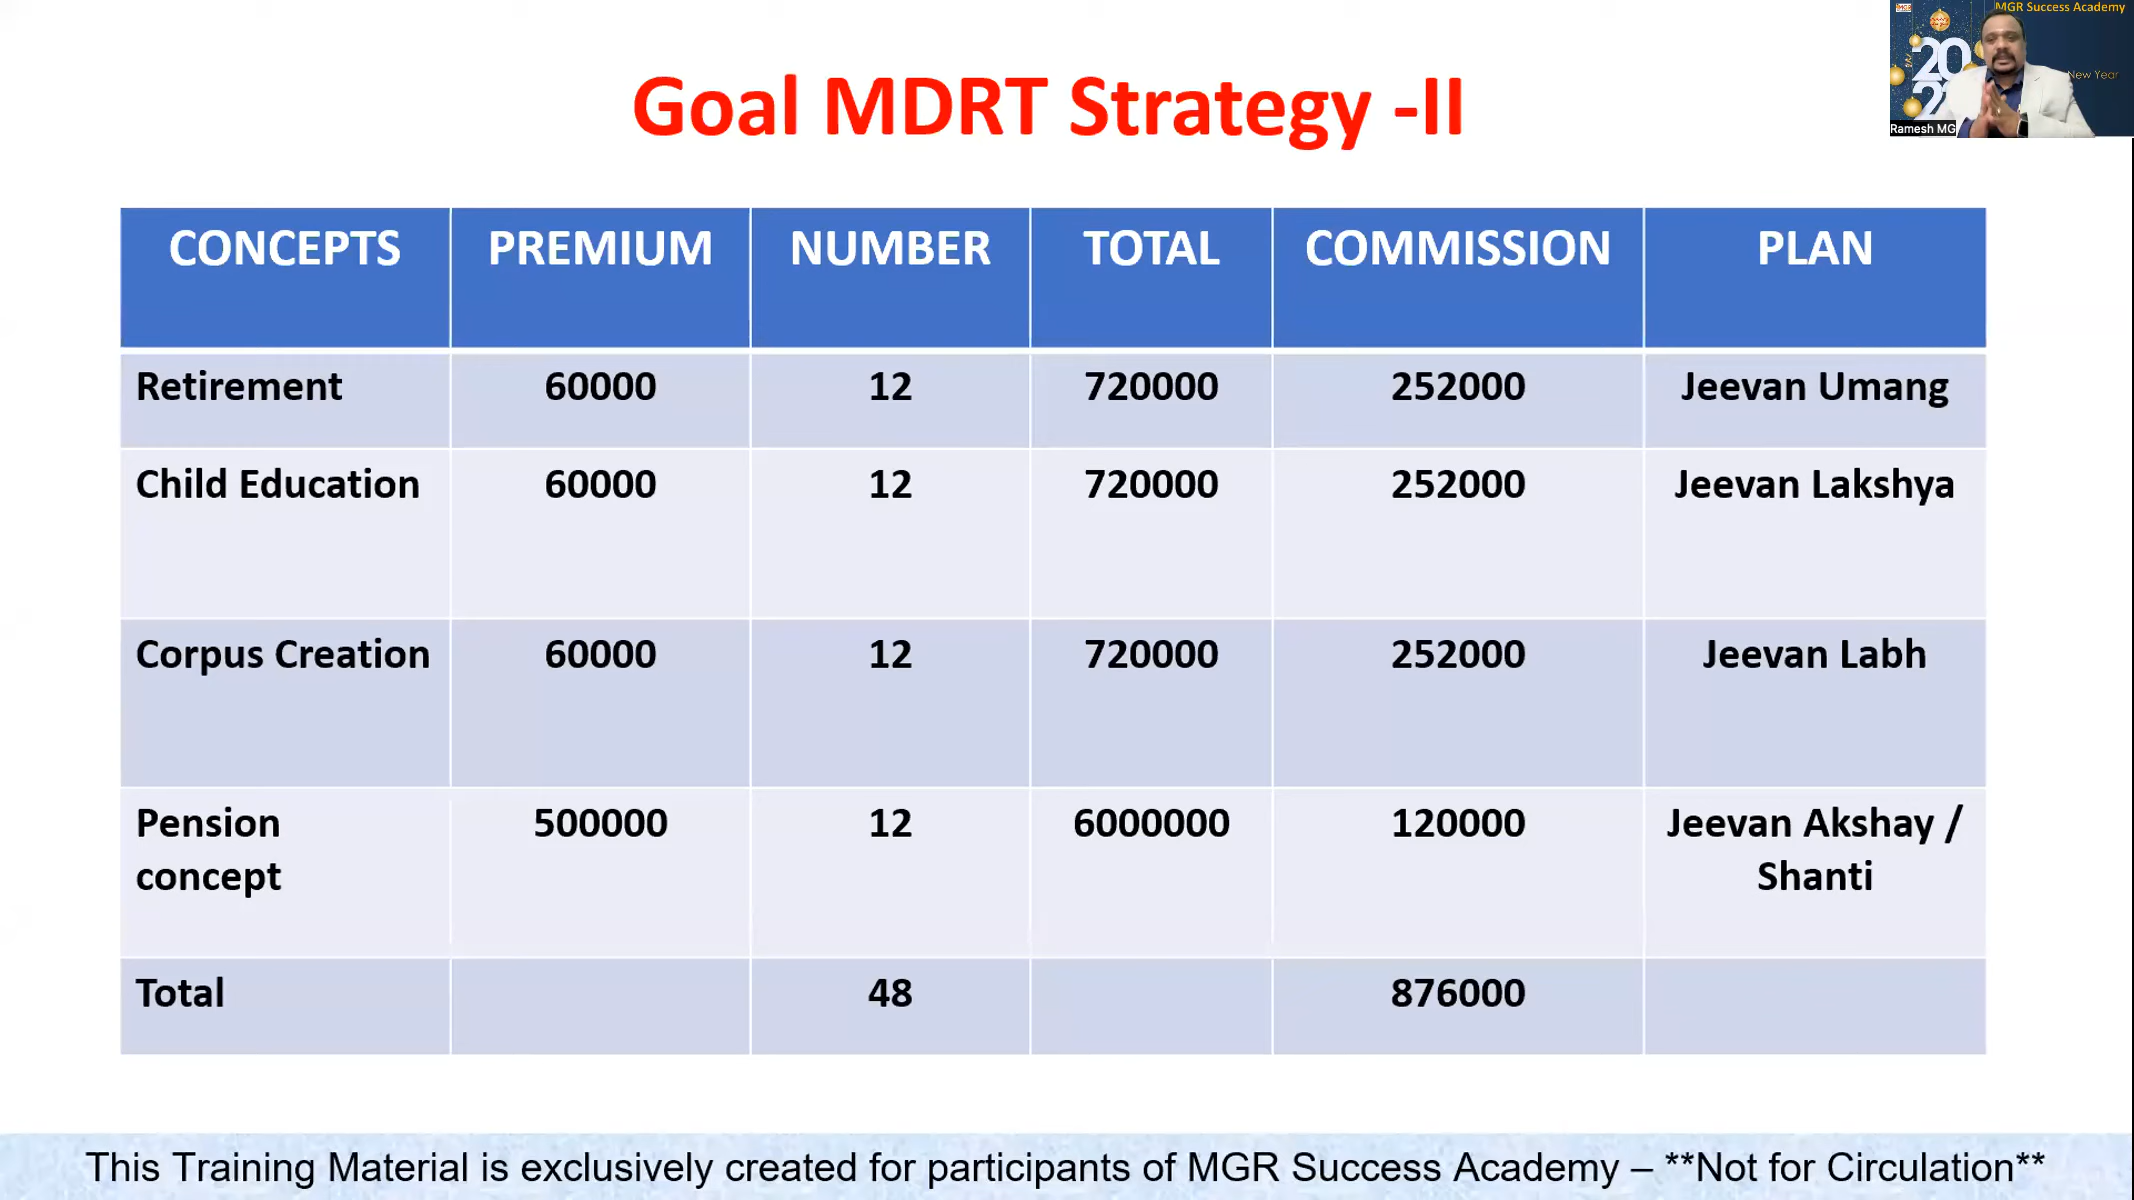 MGR Success Academy
20
New Year
Ramesh MG
Goal MDRT Strategy -II
CONCEPTS PREMIUM NUMBER TOTAL COMMISSION PLAN
Retirement 60000 12 720000 252000 Jeevan Umang
Child Education 60000 12 720000 252000 Jeevan Lakshya
Corpus Creation 60000 12 720000 252000 Jeevan Labh
Pension 500000 12 6000000 120000 Jeevan Akshay /
concept Shanti
Total 48 876000
This Training Material is exclusively created for participants of MGR Success Academy – **Not for Circulation**